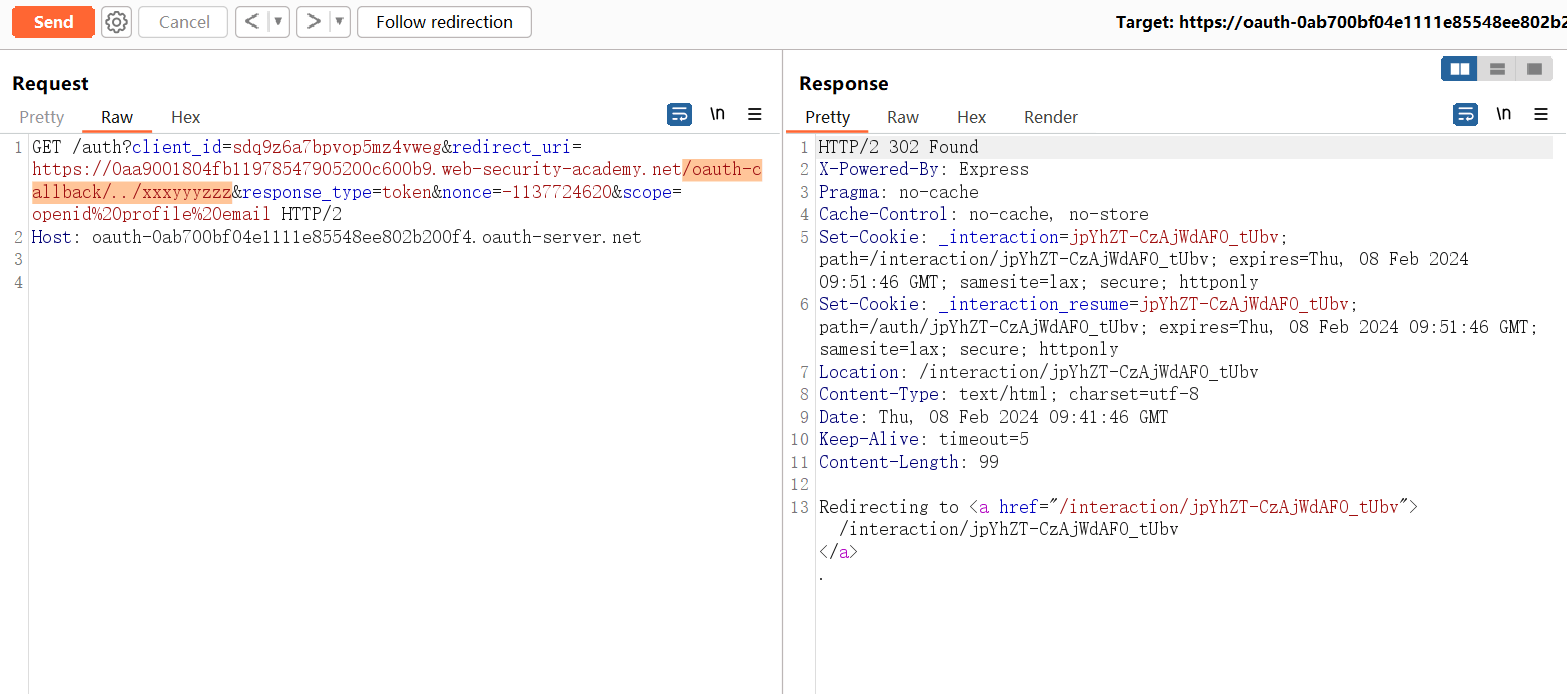 Send
Cancel
<
>
Follow redirection
Target: https://oauth-0ab700bf04e1111e85548ee802b2
Request
Pretty
Raw
Hex
\n
1 GET /auth?client_id=sdq9z6a7bpvop5mz4vweg&redirect_uri=
https://0aa9001804fb11978547905200c600b9.web-security-academy.net/oauth-c
allback/../xxxyyyzzz&response_type=token&nonce=-1137724620&scope=
openid%20profile%20email HTTP/2
2 Host: oauth-0ab700bf04e1111e85548ee802b200f4.oauth-server.net
3
4
Response
Pretty
Raw
Hex
Render
\n
1 HTTP/2 302 Found
2 X-Powered-By: Express
3 Pragma: no-cache
4 Cache-Control: no-cache, no-store
5 Set-Cookie: _interaction=jpYhZT-CzAjWdAFO_tUbv;
path=/interaction/jpYhZT-CzAjWdAFO_tUbv; expires=Thu, 08 Feb 2024
09:51:46 GMT; samesite=lax; secure; httponly
6 Set-Cookie: _interaction_resume=jpYhZT-CzAjWdAFO_tUbv;
path=/auth/jpYhZT-CzAjWdAFO_tUbv; expires=Thu, 08 Feb 2024 09:51:46 GMT;
samesite=lax; secure; httponly
7 Location: /interaction/jpYhZT-CzAjWdAFO_tUbv
8 Content-Type: text/html; charset=utf-8
9 Date: Thu, 08 Feb 2024 09:41:46 GMT
10 Keep-Alive: timeout=5
11 Content-Length: 99
12
13 Redirecting to <a href="/interaction/jpYhZT-CzAjWdAFO_tUbv">
/interaction/jpYhZT-CzAjWdAFO_tUbv
</a>
.